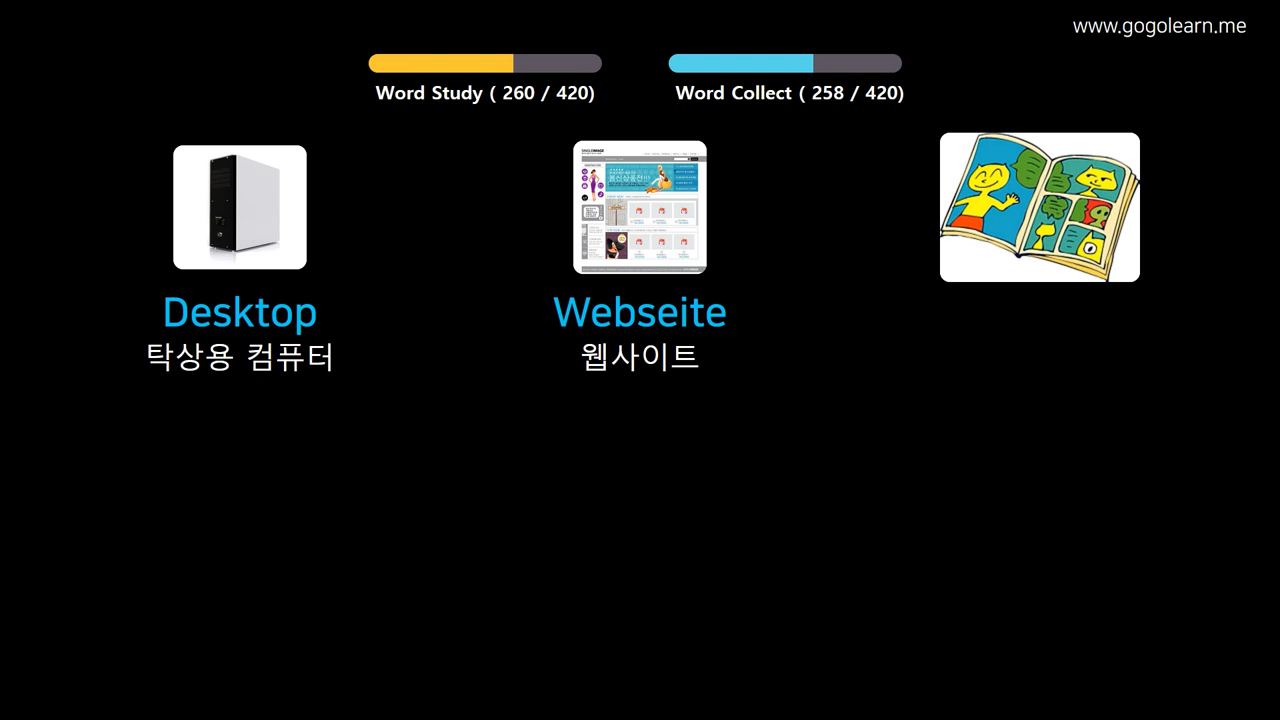 www.gogolearn.me
Word Study ( 260 / 420)
Word Collect ( 258 / 420)
Desktop
탁상용 컴퓨터
Webseite
웹사이트